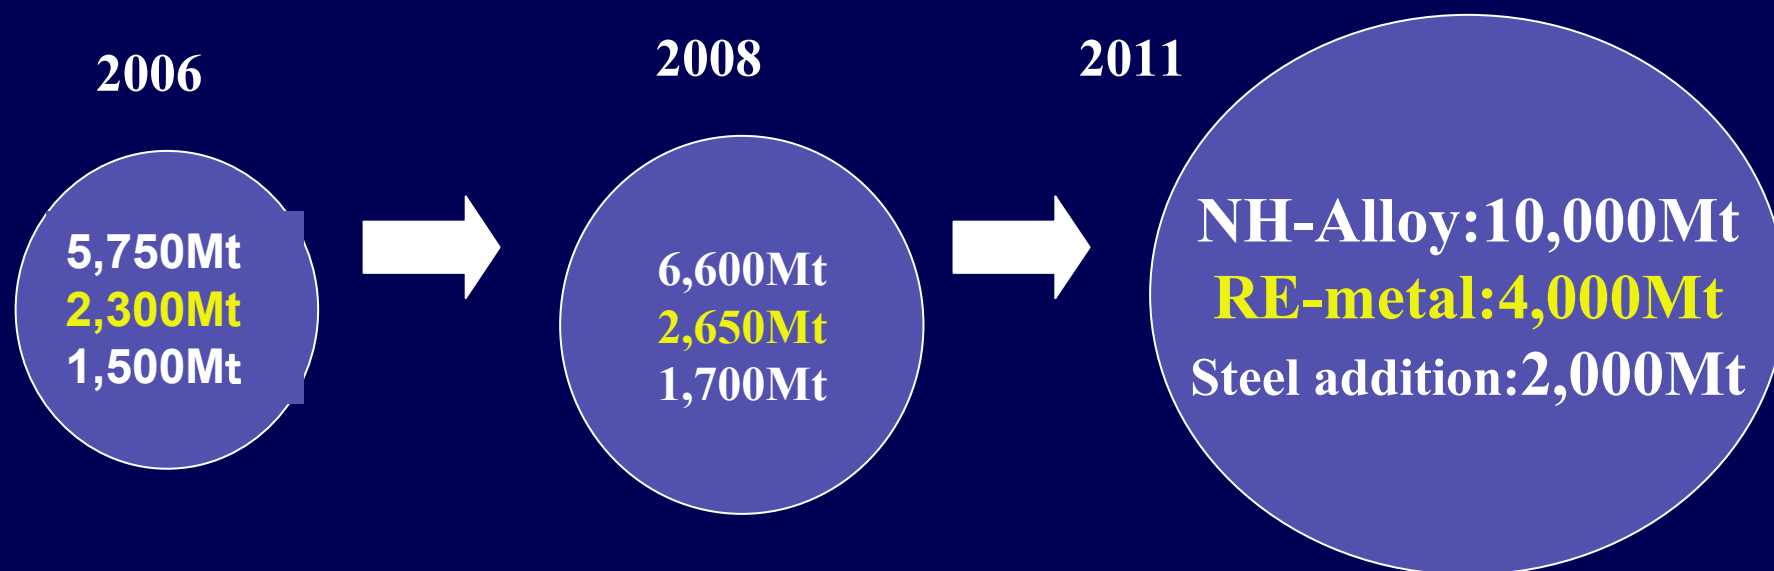 2006
5,750Mt
2,300Mt
1,500Mt
2008
6,600Mt
2,650Mt
1,700Mt
2011
NH-Alloy:10,000Mt
RE-metal:4,000Mt
Steel addition:2,000Mt